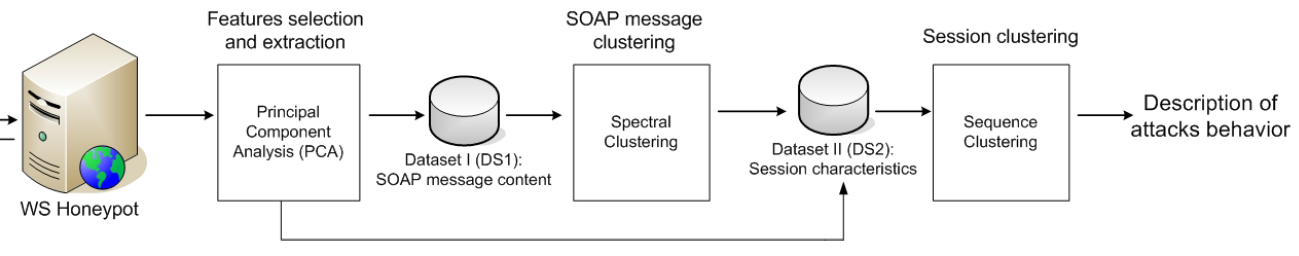 Features selection
and extraction
SOAP message
clustering
Session clustering
Principal
Component
Analysis (PCA)
Spectral
Clustering
Sequence
Clustering
Description of
attacks behavior
Dataset I (DS1):
SOAP message content
Dataset II (DS2):
Session characteristics
WS Honeypot